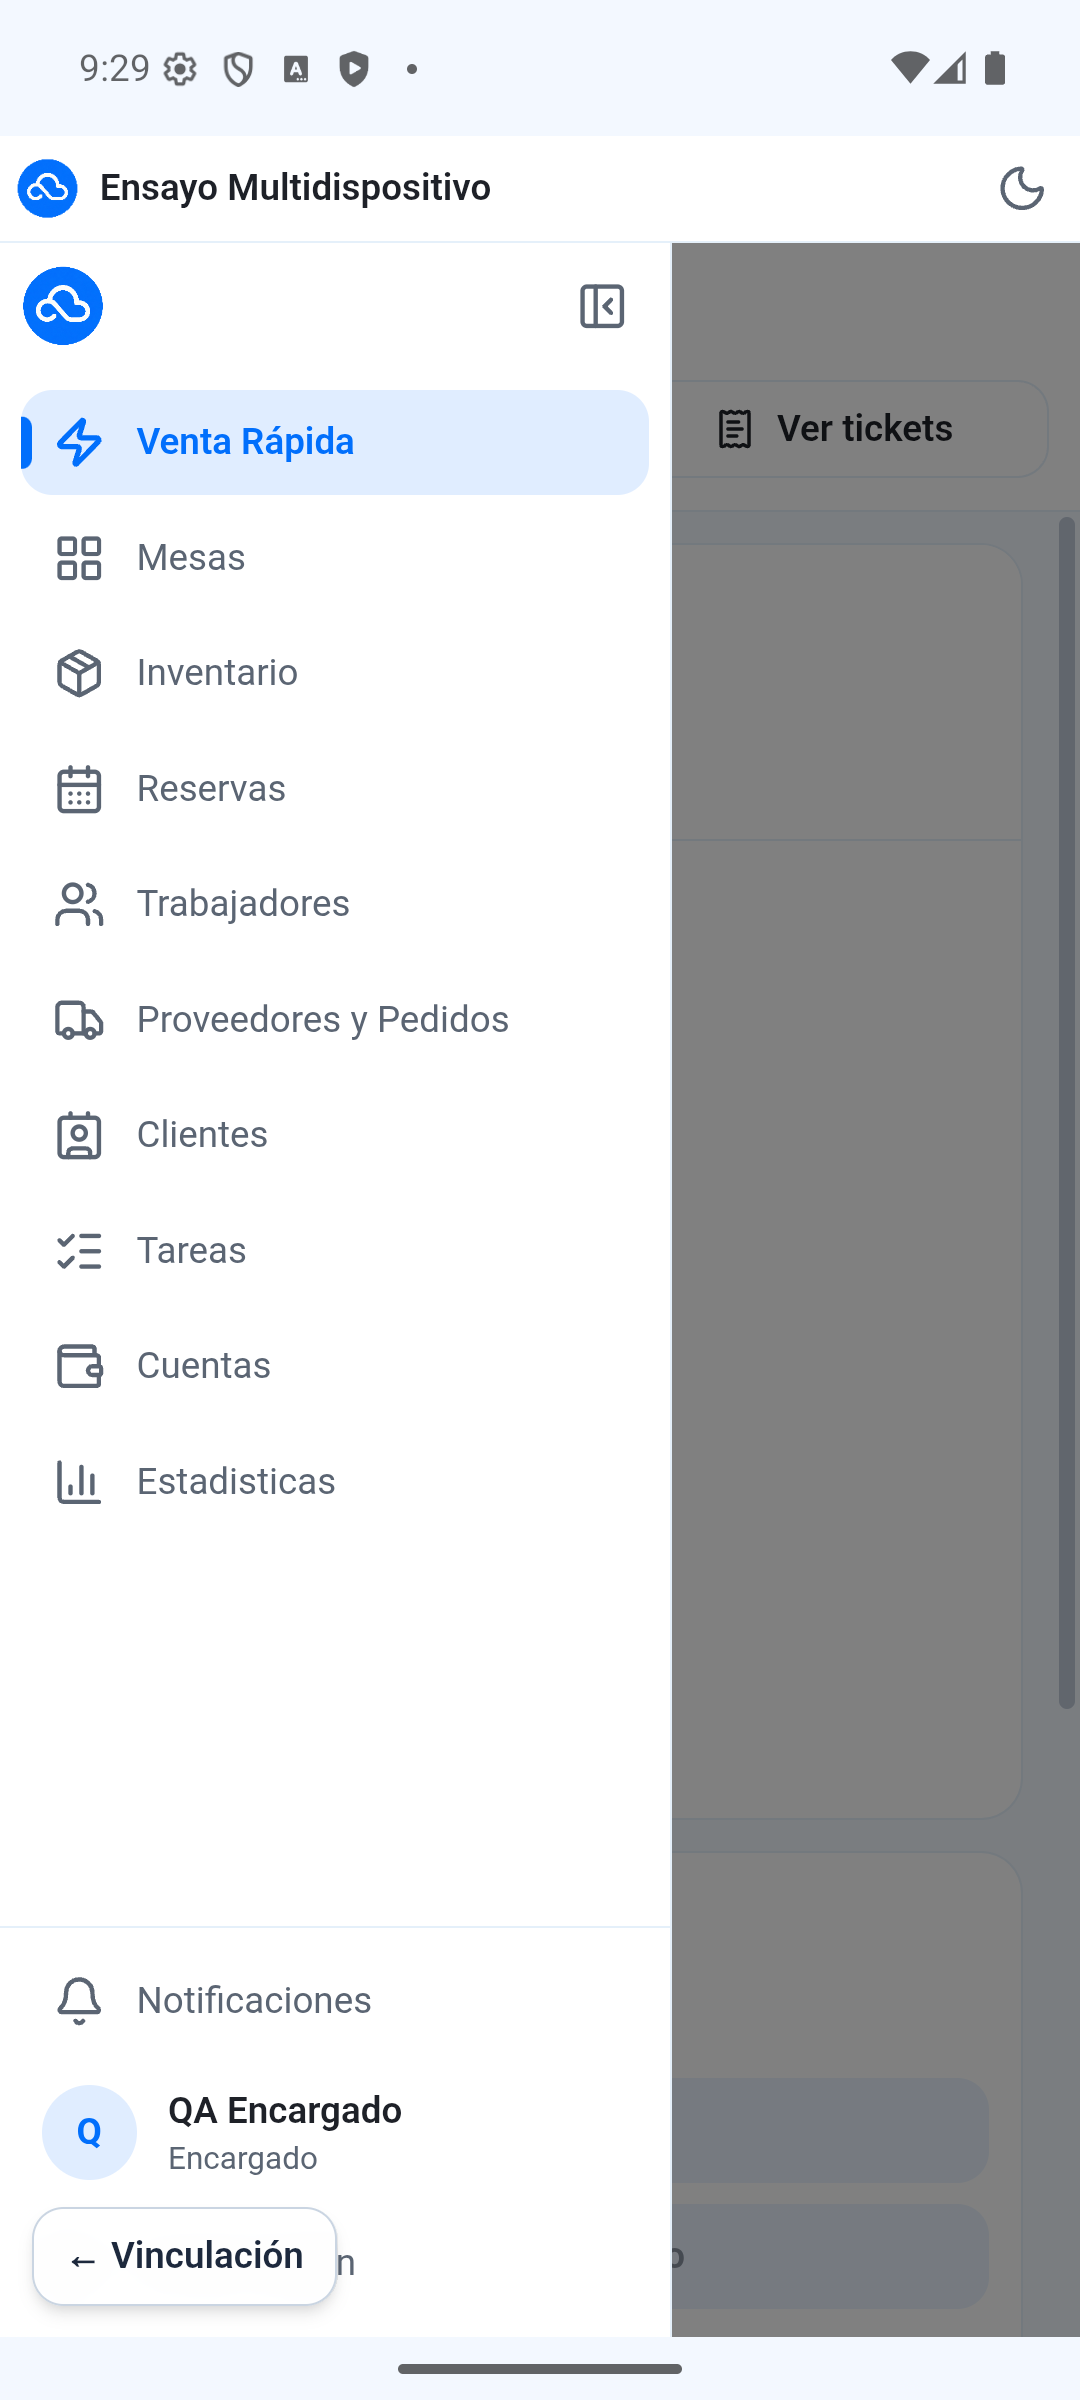 9:29
Ensayo Multidispositivo
Ver tickets
Venta Rápida
Mesas
Inventario
Reservas
Trabajadores
Proveedores y Pedidos
Clientes
Tareas
Cuentas
Estadisticas
Notificaciones
Q
QA Encargado
Encargado
← Vinculación